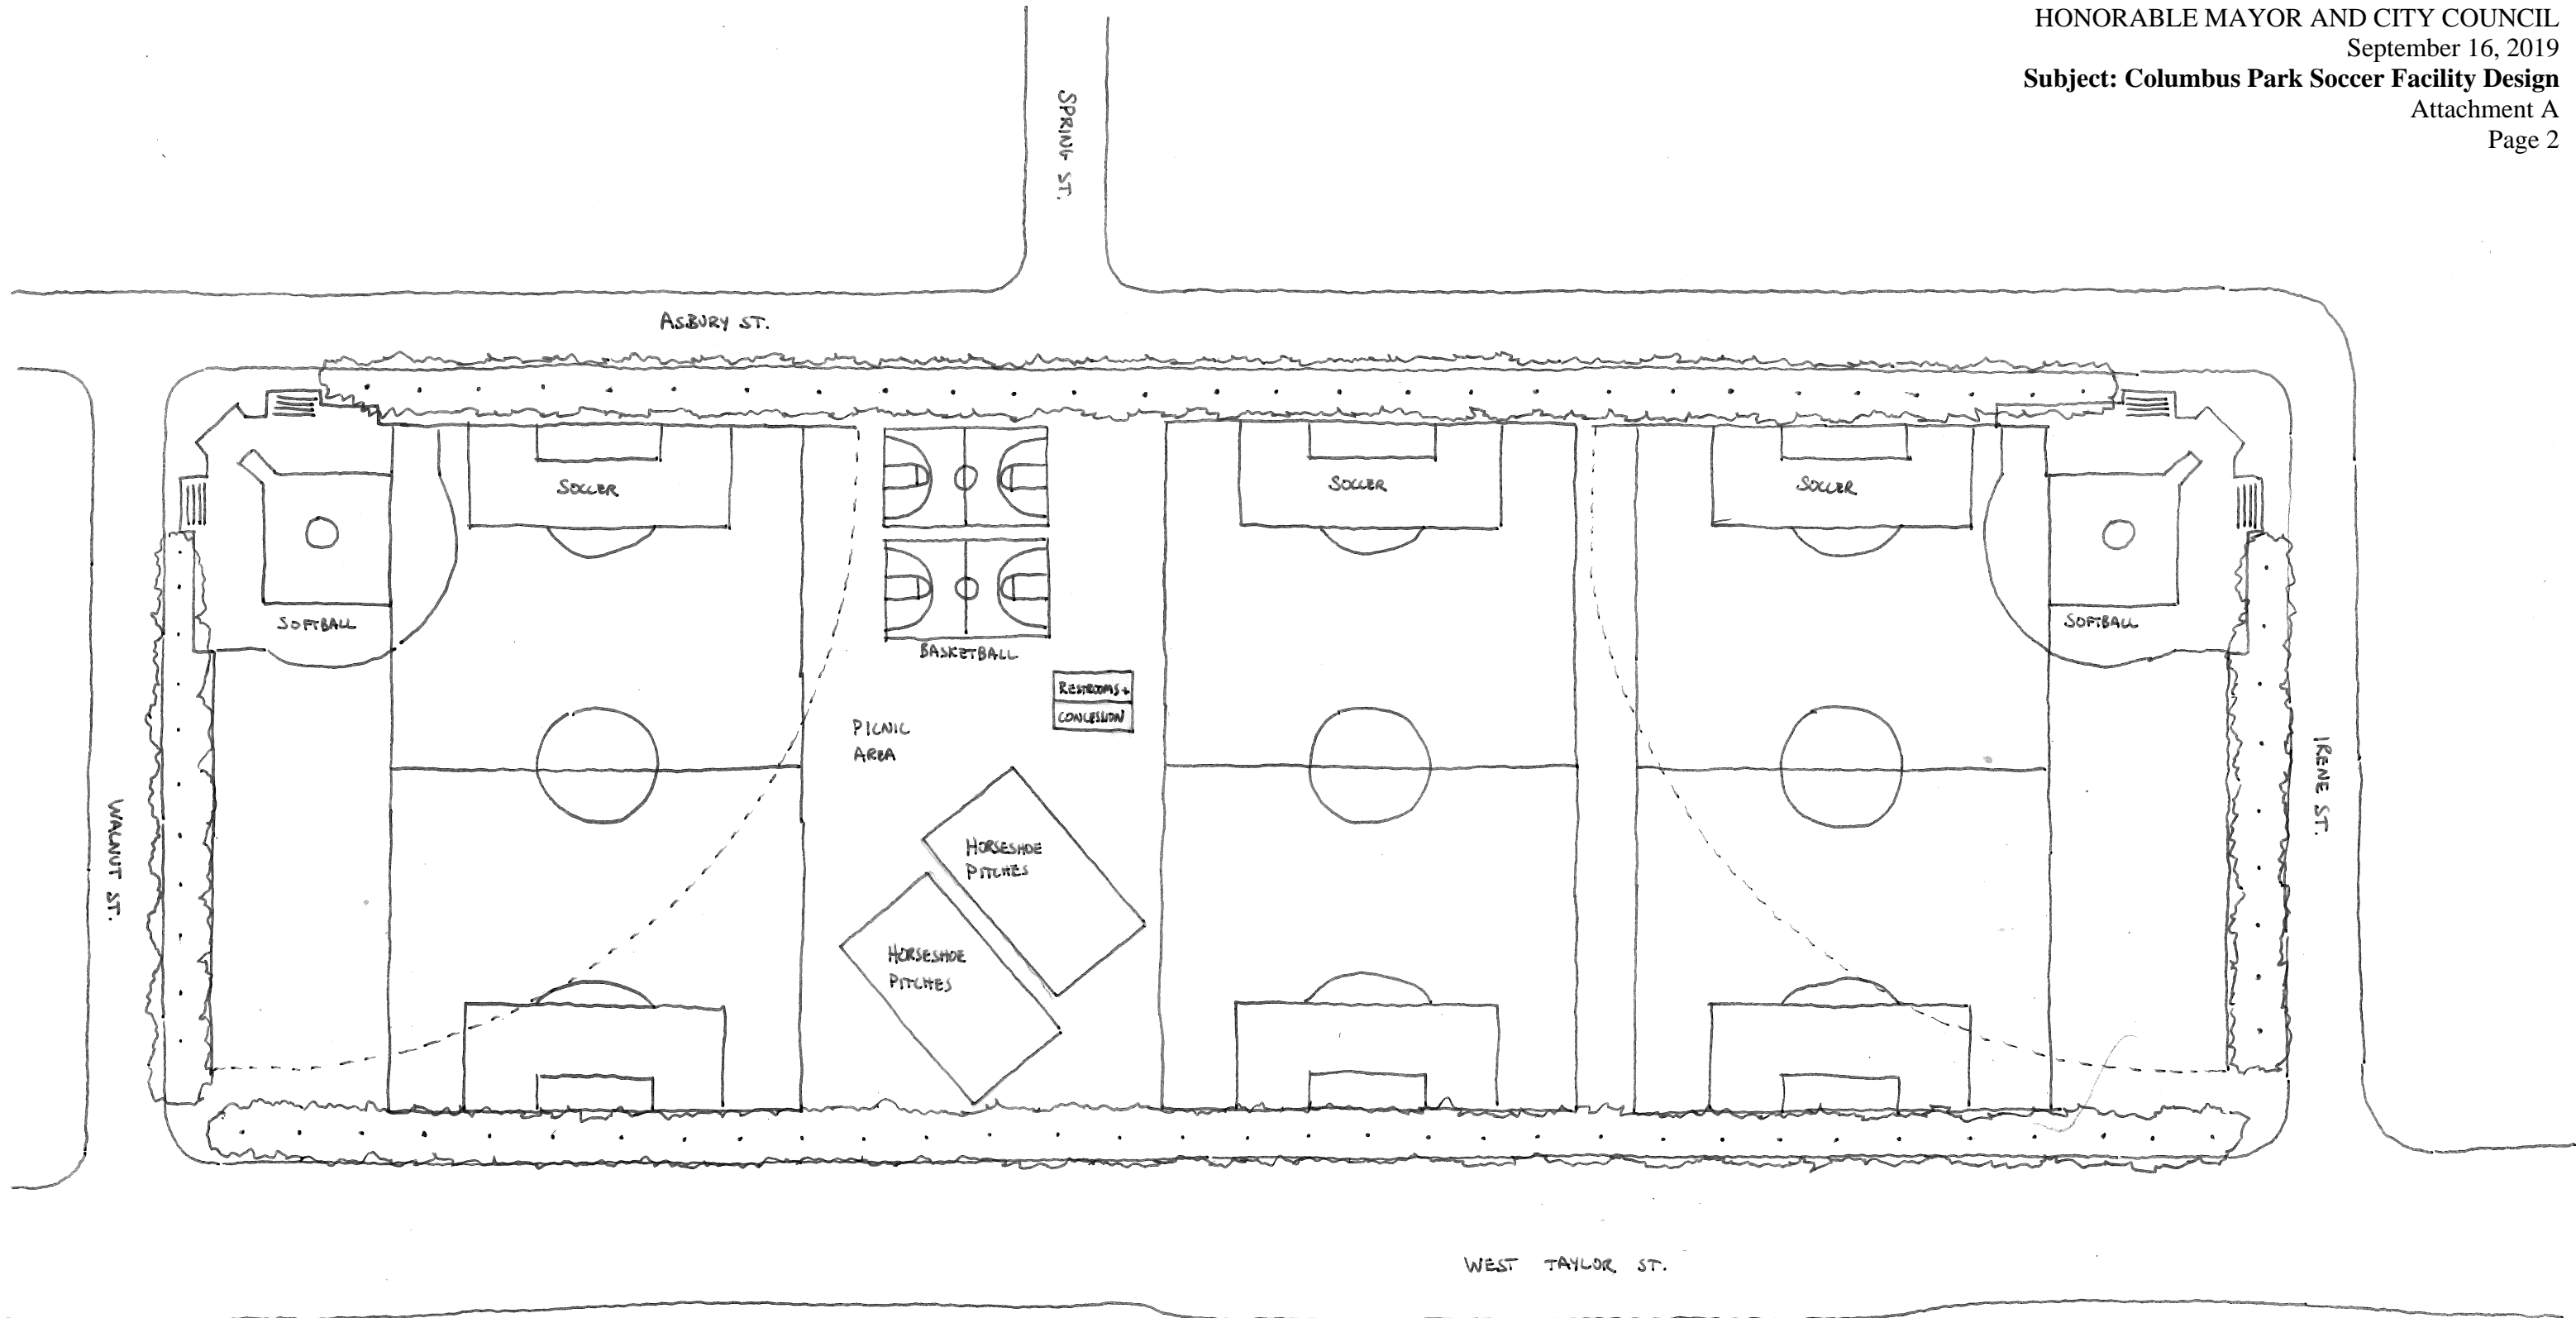 HONORABLE MAYOR AND CITY COUNCIL
September 16, 2019
Subject: Columbus Park Soccer Facility Design
Attachment A
Page 2
SPRING ST.
ASBURY ST.
SOCCER
SOCCER
SOCCER
SOFTBALL
SOFTBALL
BASKETBALL
RESTROOMS +
CONCESSION
PICNIC
AREA
IRENE ST.
WALNUT ST.
HORSESHOE
PITCHES
HORSESHOE
PITCHES
WEST TAYLOR ST.